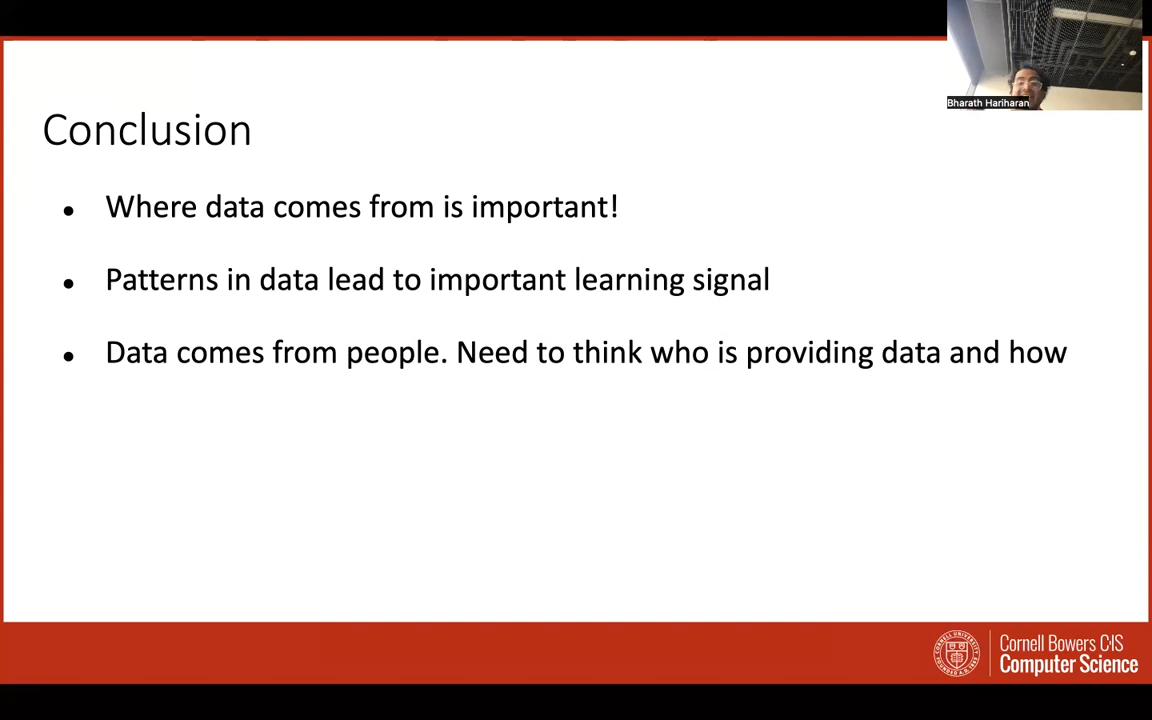 Bharath Hariharan
Conclusion
• Where data comes from is important!
• Patterns in data lead to important learning signal
• Data comes from people. Need to think who is providing data and how
Cornell Bowers C·IS
Computer Science